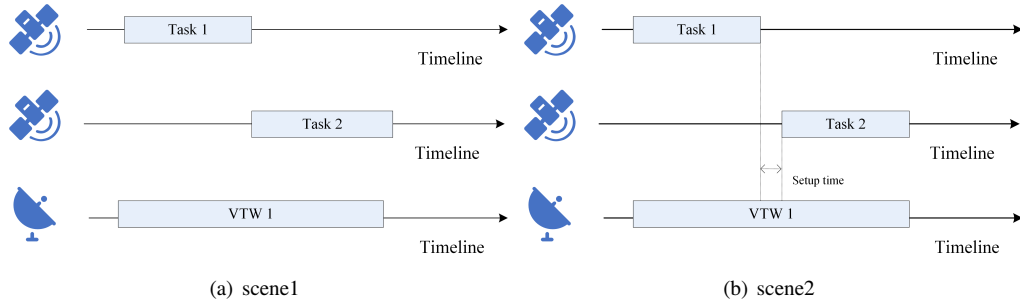 Task 1
Timeline
Task 2
Timeline
VTW 1
Timeline
(a) scene1
Task 1
Timeline
Task 2
Timeline
Setup time
VTW 1
Timeline
(b) scene2